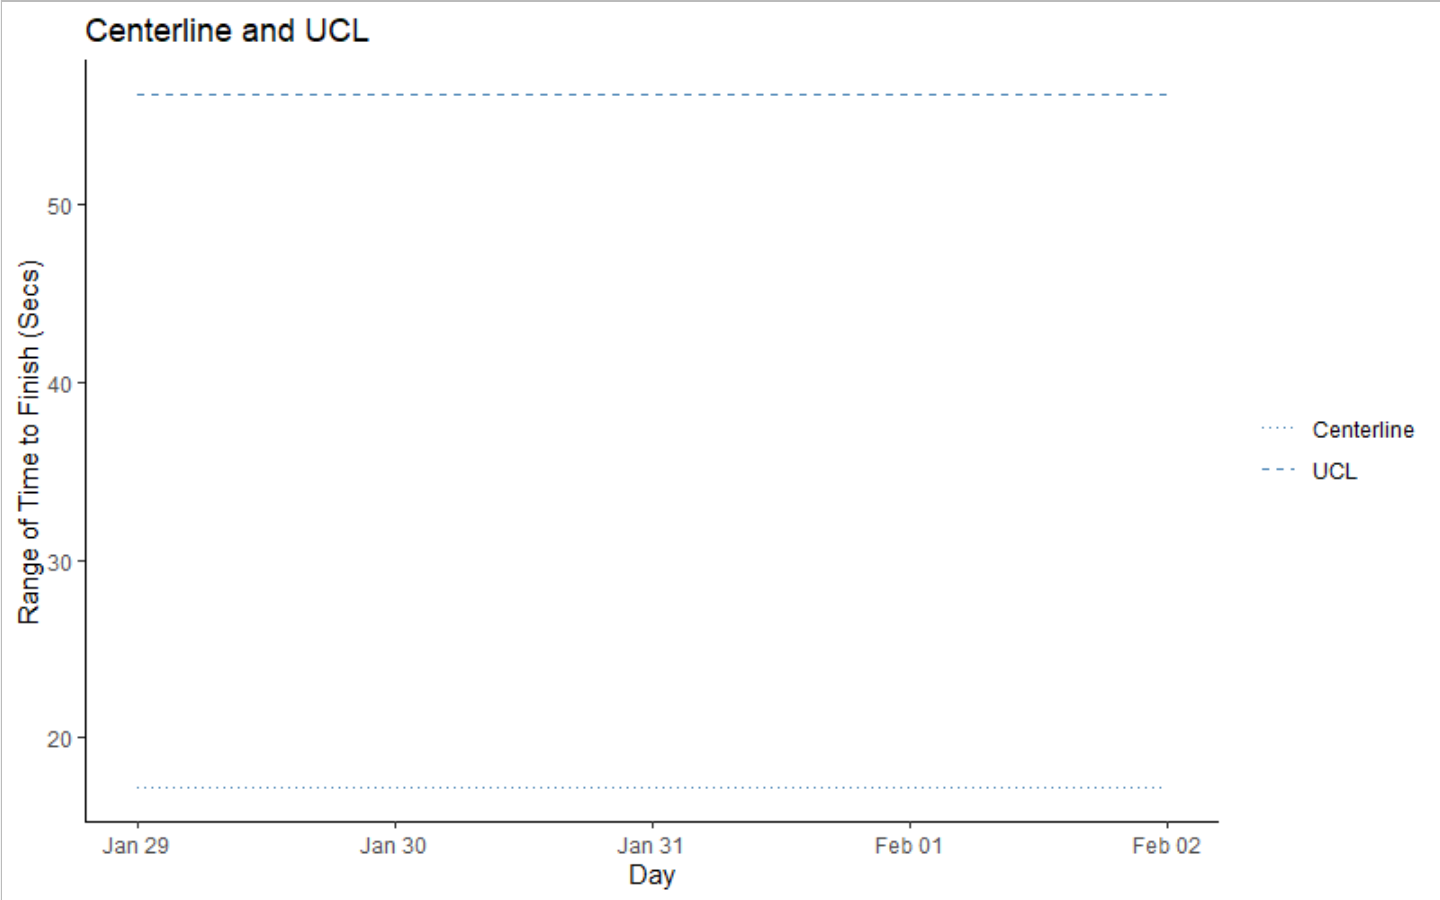 Centerline and UCL
Range of Time to Finish (Secs)
50
40
30
20
Jan 29 Jan 30 Jan 31 Feb 01 Feb 02
Day
Centerline
UCL